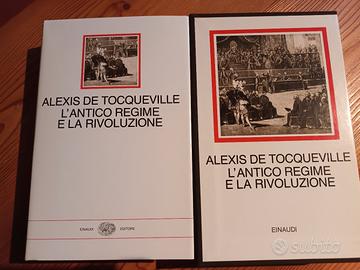 ALEXIS DE TOCQUEVILLE
L'ANTICO REGIME
E LA RIVOLUZIONE
EINAUDI EDITORE
ALEXIS DE TOCQUEVILLE
L'ANTICO REGIME
E LA RIVOLUZIONE
EINAUDI
subito